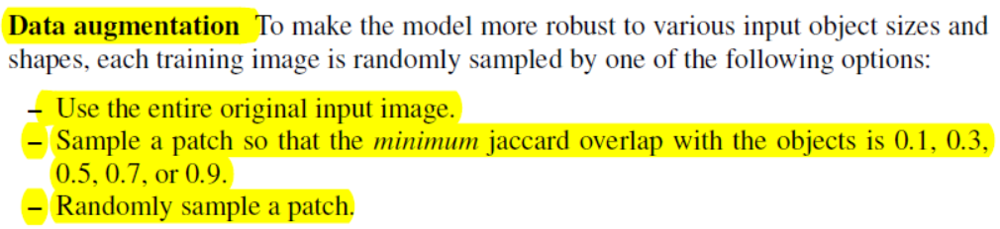 Data augmentation To make the model more robust to various input object sizes and
shapes, each training image is randomly sampled by one of the following options:
– Use the entire original input image.
– Sample a patch so that the minimum jaccard overlap with the objects is 0.1, 0.3,
0.5, 0.7, or 0.9.
– Randomly sample a patch.